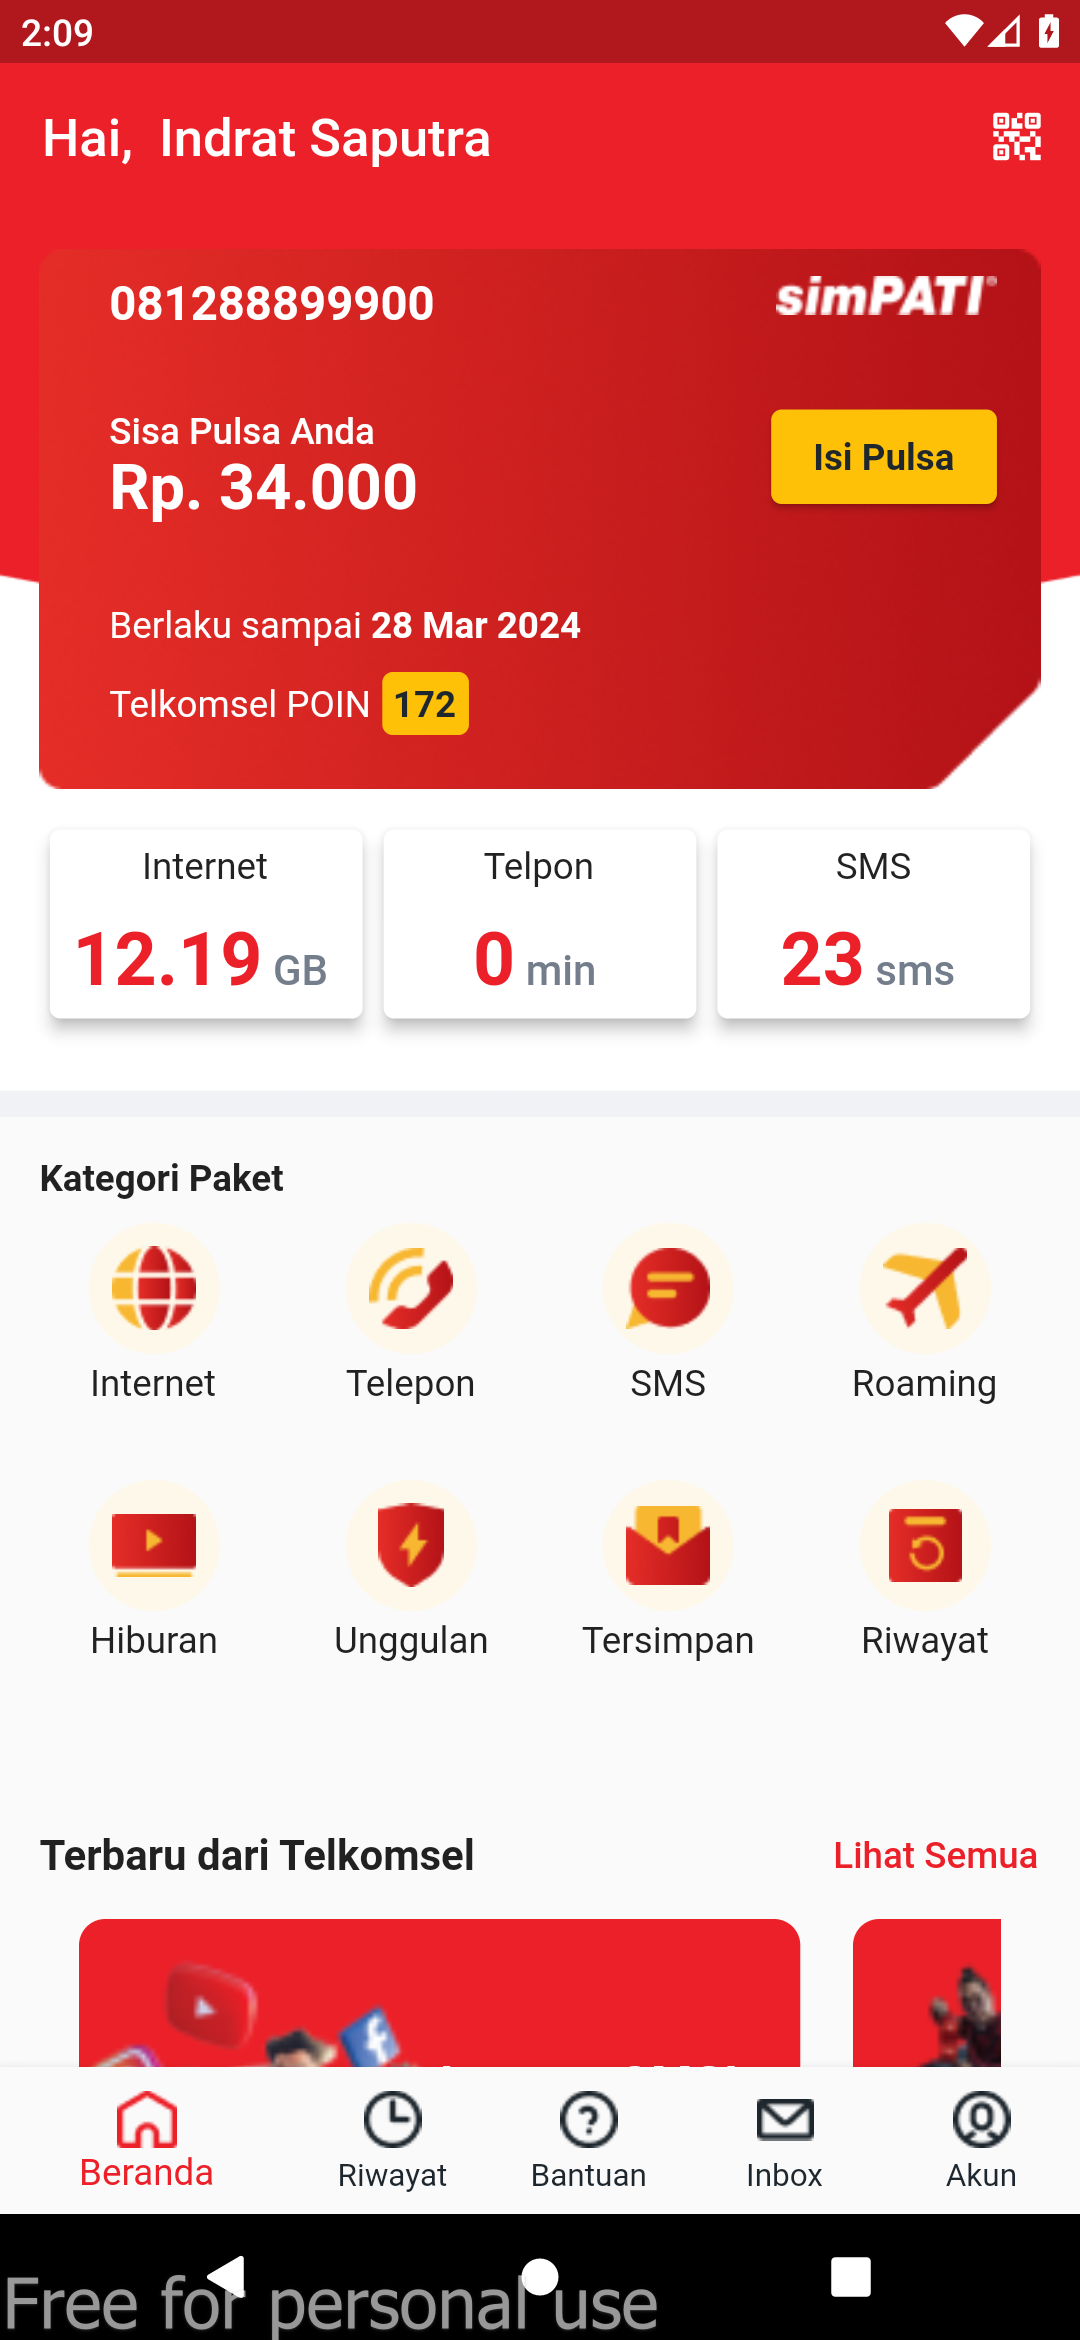 2:09
Hai,  Indrat Saputra
081288899900
simPATI
Sisa Pulsa Anda
Rp. 34.000
Isi Pulsa
Berlaku sampai 28 Mar 2024
Telkomsel POIN 172
Internet
Telpon
SMS
12.19 GB
0 min
23 sms
Kategori Paket
Internet
Telepon
SMS
Roaming
Hiburan
Unggulan
Tersimpan
Riwayat
Terbaru dari Telkomsel
Lihat Semua
Beranda
Riwayat
Bantuan
Inbox
Akun
Free for personal use